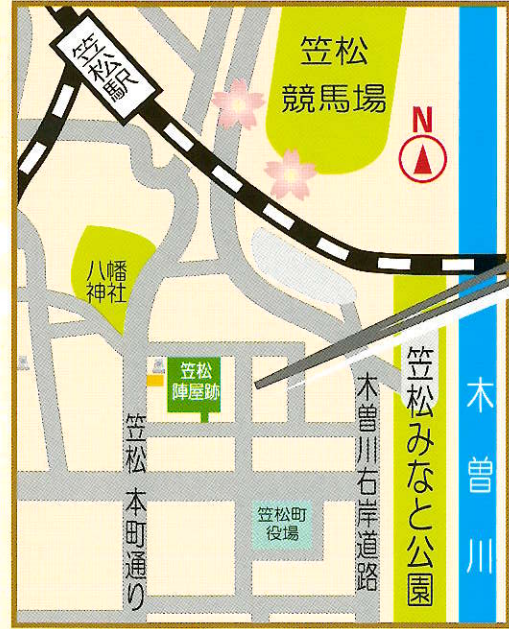 笠松駅
笠松
競馬場
N
八幡
神社
笠松
陣屋跡
笠松 本町通り
笠松町
役場
木曽川右岸道路
笠松みなと公園
木曽川